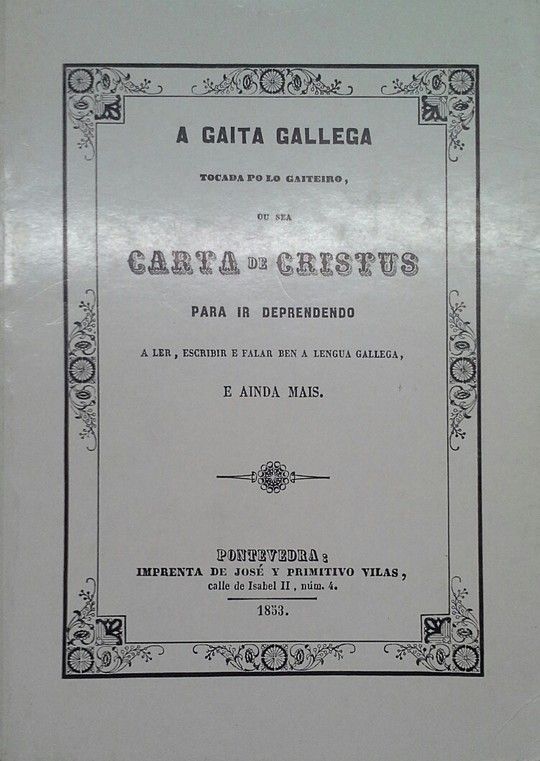 A GAITA GALLEGA
TOCADA PO LO GAITEIRO,
OU SEA
CARTA DE CRISTUS
PARA IR DEPRENDENDO
A LER, ESCRIBIR E FALAR BEN A LENGUA GALLEGA,
E AINDA MAIS.
PONTEVEDRA:
IMPRENTA DE JOSÉ Y PRIMITIVO VILAS,
calle de Isabel II, núm. 4.
1853.